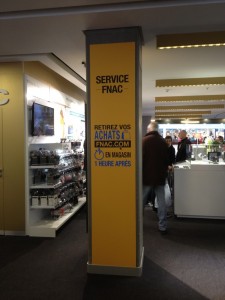 SERVICE
- FNAC -
RETIREZ VOS
ACHATS
FNAC.COM
EN MAGASIN
1 HEURE APRÈS
C